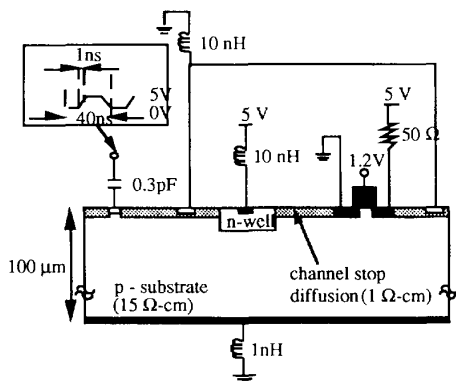 10 nH
1ns
5V
0V
40ns
5 V
5 V
50 Ω
10 nH
1.2V
0.3pF
n-well
100 μm
channel stop
diffusion (1 Ω-cm)
p - substrate
(15 Ω-cm)
1nH